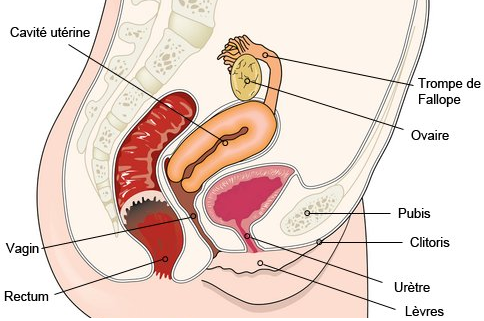 Cavité utérine
Trompe de
Fallope
Ovaire
Pubis
Clitoris
Vagin
Urètre
Rectum
Lèvres